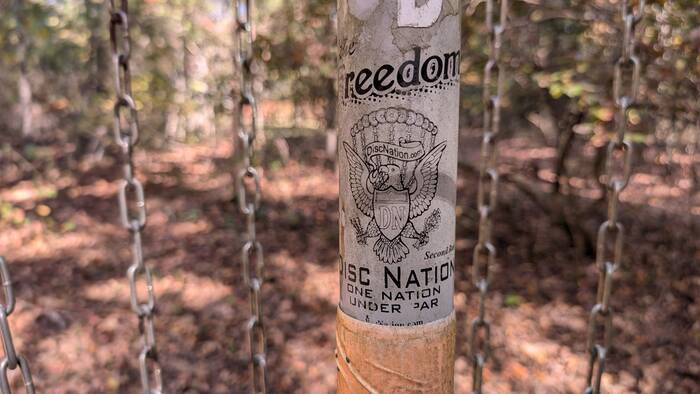 D
Freedom
DiscNation.com
DN
Second
DISC NATION
ONE NATION
UNDER PAR